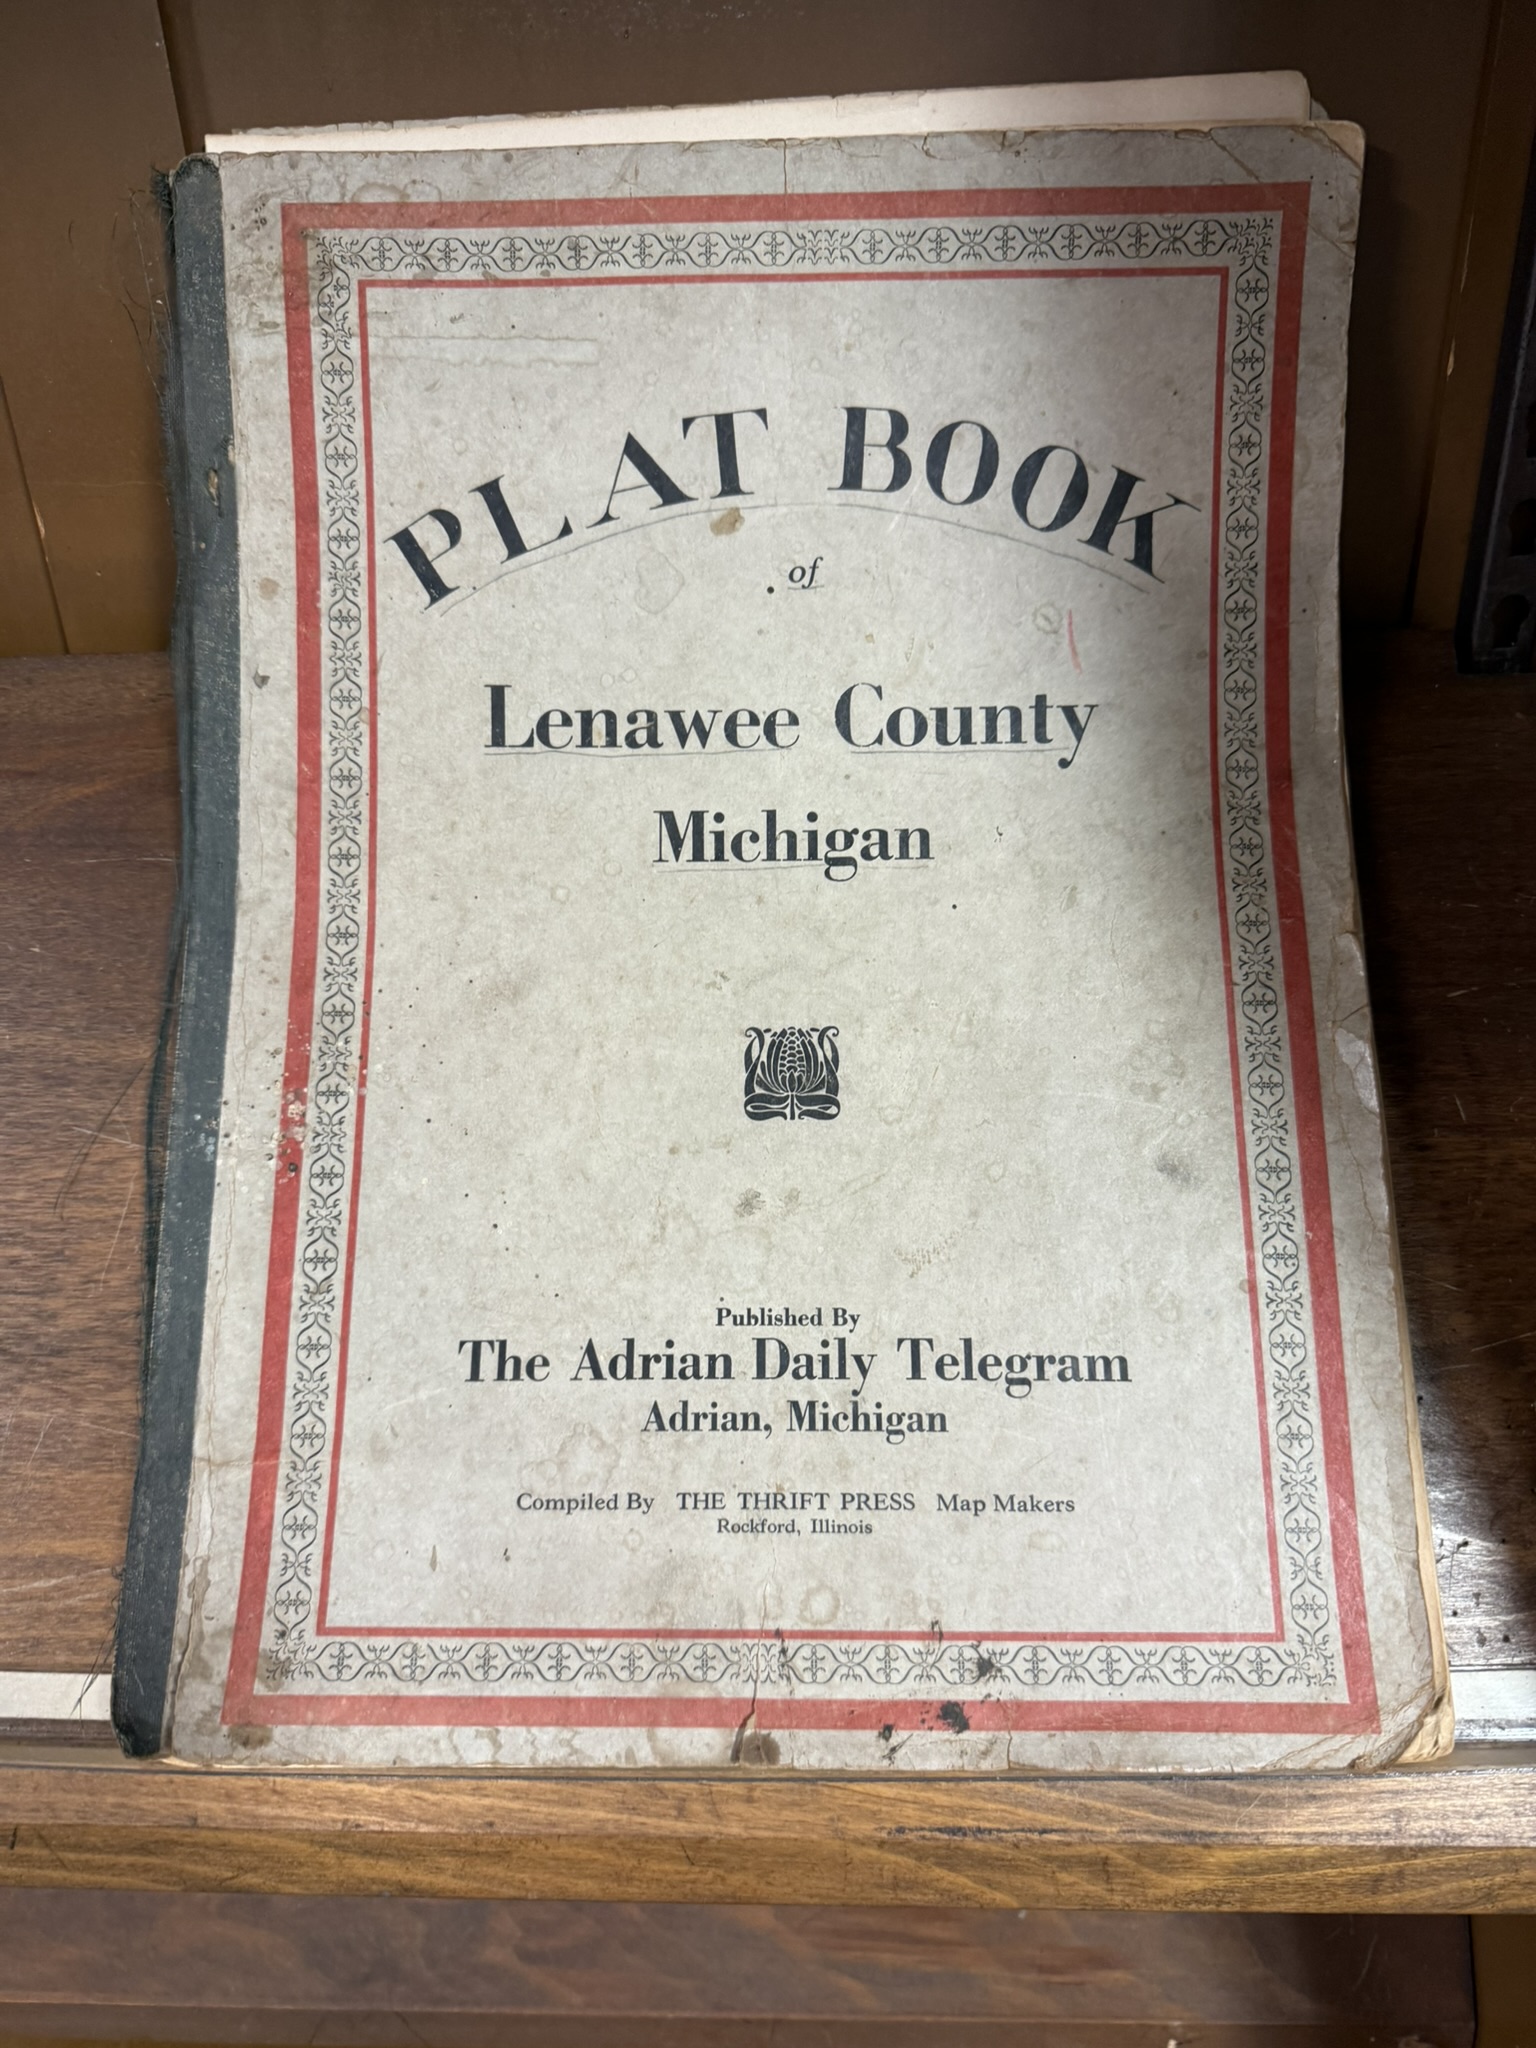 PLAT BOOK
of
Lenawee County
Michigan
Published By
The Adrian Daily Telegram
Adrian, Michigan
Compiled By THE THRIFT PRESS Map Makers
Rockford, Illinois